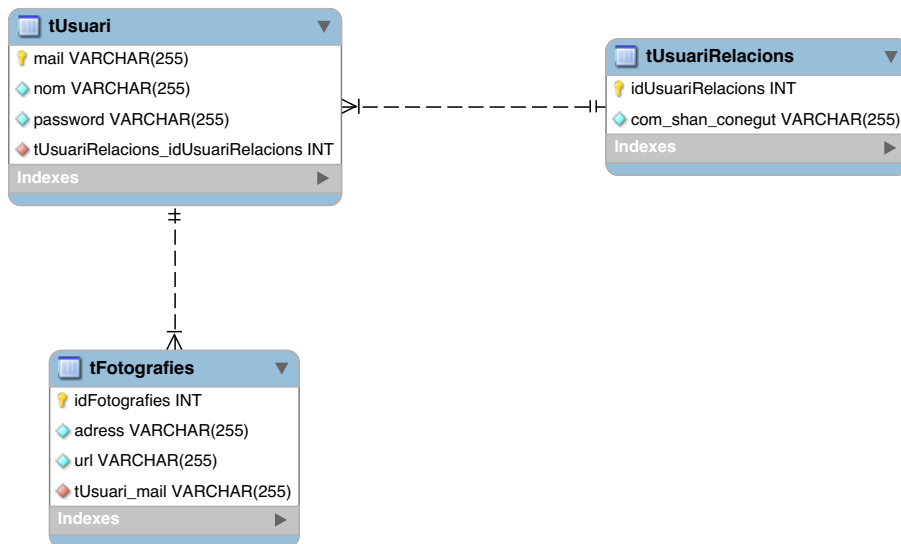 tUsuari
mail VARCHAR(255)
nom VARCHAR(255)
password VARCHAR(255)
tUsuariRelacions_idUsuariRelacions INT
Indexes
tUsuariRelacions
idUsuariRelacions INT
com_shan_conegut VARCHAR(255)
Indexes
tFotografies
idFotografies INT
adress VARCHAR(255)
url VARCHAR(255)
tUsuari_mail VARCHAR(255)
Indexes